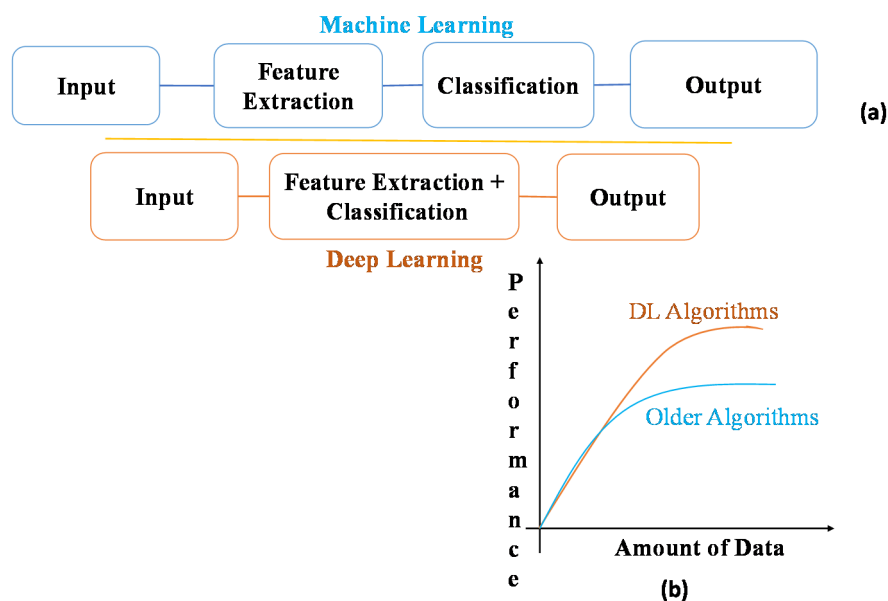 Machine Learning
Input
Feature
Extraction
Classification
Output
(a)
Input
Feature Extraction +
Classification
Output
Deep Learning
Performance
DL Algorithms
Older Algorithms
Amount of Data
(b)